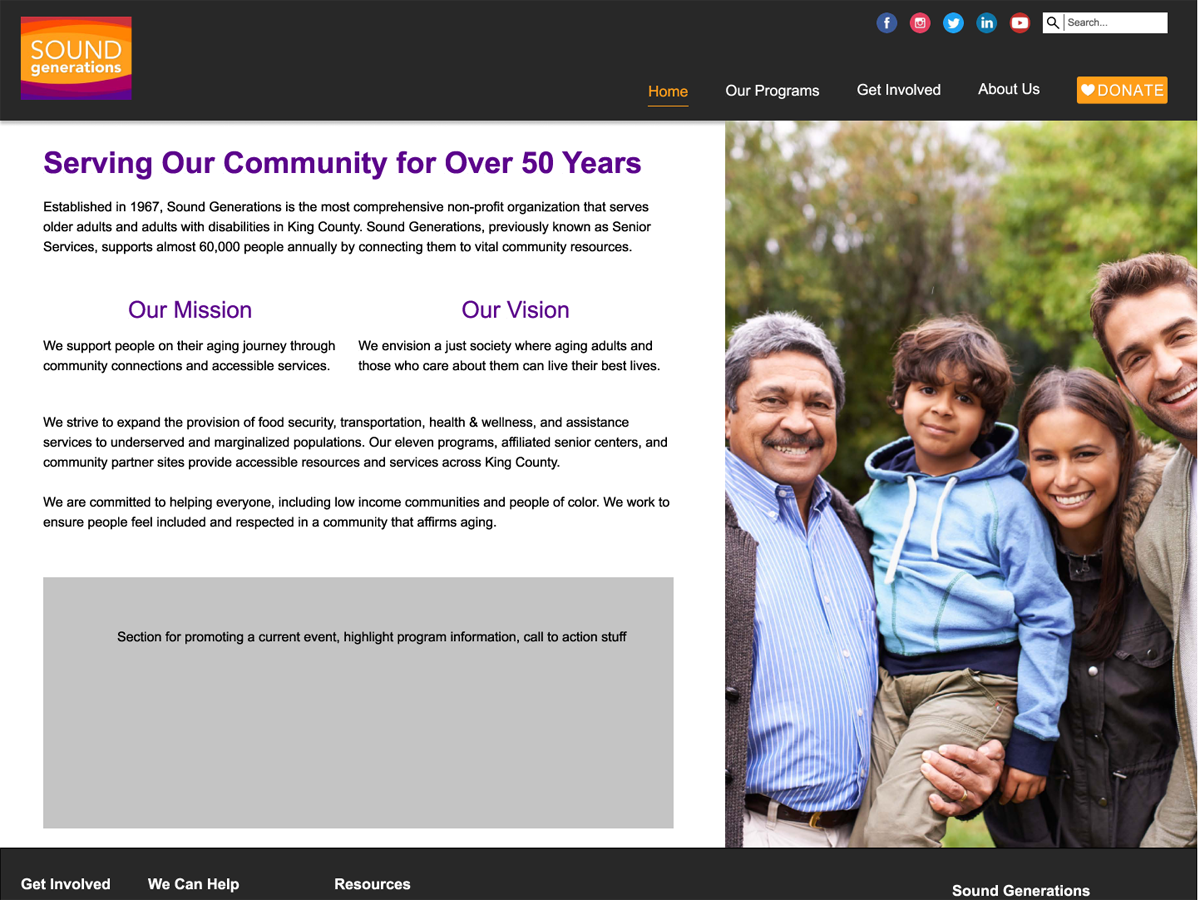 SOUND
generations
Search...
Home
Our Programs
Get Involved
About Us
DONATE
Serving Our Community for Over 50 Years
Established in 1967, Sound Generations is the most comprehensive non-profit organization that serves
older adults and adults with disabilities in King County. Sound Generations, previously known as Senior
Services, supports almost 60,000 people annually by connecting them to vital community resources.
Our Mission
We support people on their aging journey through
community connections and accessible services.
Our Vision
We envision a just society where aging adults and
those who care about them can live their best lives.
We strive to expand the provision of food security, transportation, health & wellness, and assistance
services to underserved and marginalized populations. Our eleven programs, affiliated senior centers, and
community partner sites provide accessible resources and services across King County.
We are committed to helping everyone, including low income communities and people of color. We work to
ensure people feel included and respected in a community that affirms aging.
Section for promoting a current event, highlight program information, call to action stuff
Get Involved
We Can Help
Resources
Sound Generations